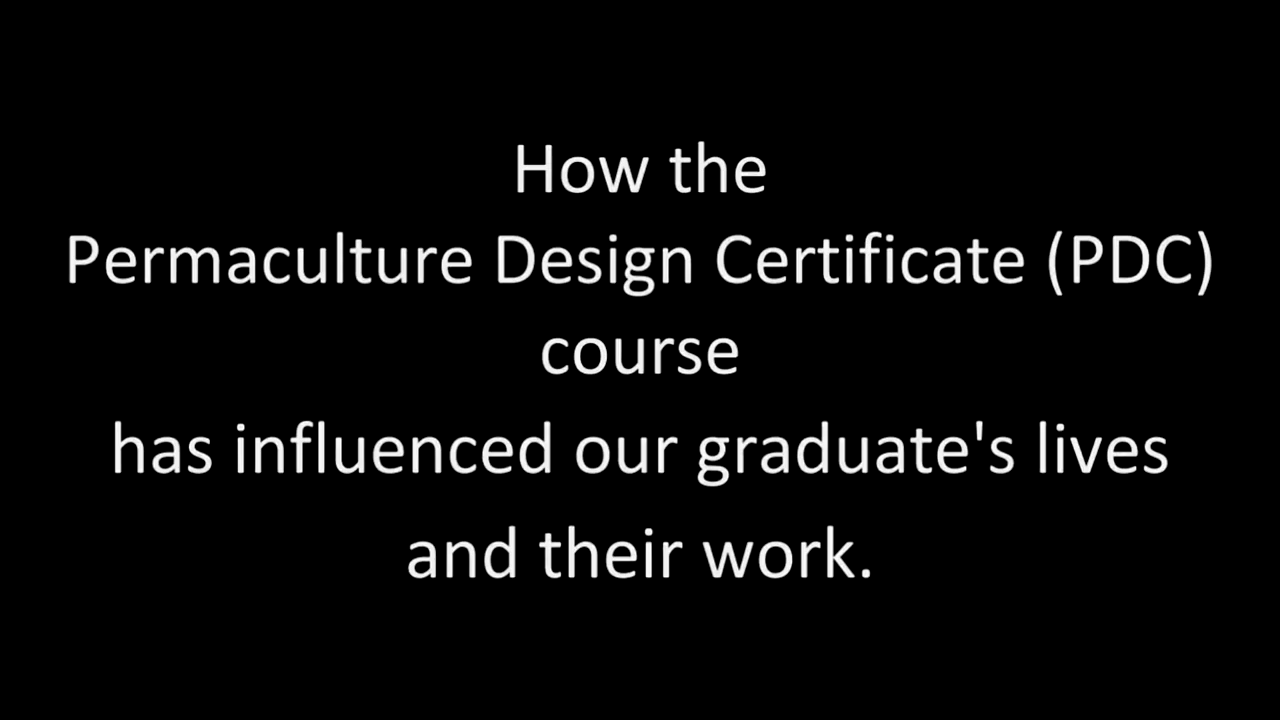 How the
Permaculture Design Certificate (PDC)
course
has influenced our graduate's lives
and their work.